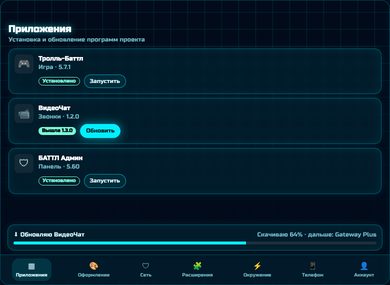 Приложения
Установка и обновление программ проекта
Тролль-Баттл
Игра · 5.7.1
Установлено
Запустить
ВидеоЧат
Звонки · 1.2.0
Вышла 1.3.0
Обновить
БАТТЛ Админ
Панель · 5.60
Установлено
Запустить
⬇ Обновляю ВидеоЧат
Скачиваю 64% · дальше: Gateway Plus
Приложения
Оформление
Сеть
Расширения
Окружение
Телефон
Аккаунт